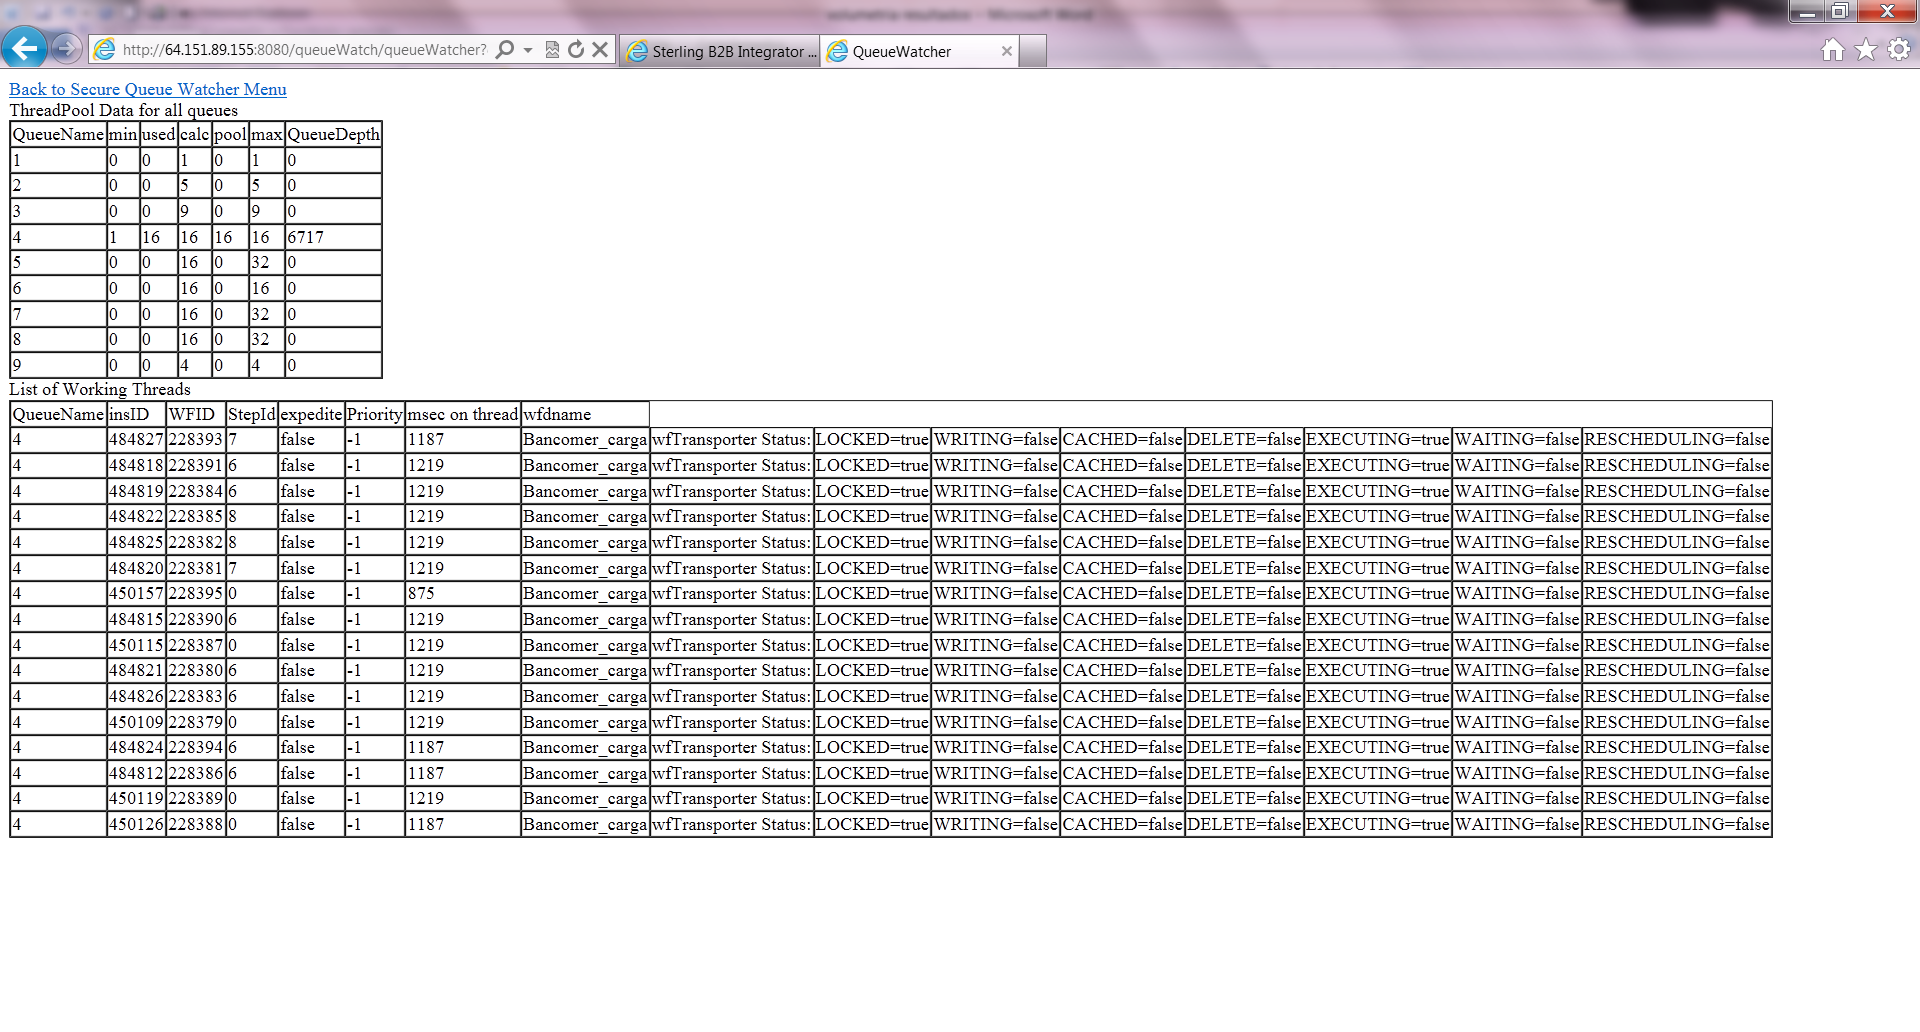 volumetria resultados - Microsoft Word
http://64.151.89.155:8080/queueWatch/queueWatcher?
Sterling B2B Integrator ...
QueueWatcher
Back to Secure Queue Watcher Menu
ThreadPool Data for all queues
QueueName min used calc pool max QueueDepth
1 0 0 1 0 1 0
2 0 0 5 0 5 0
3 0 0 9 0 9 0
4 1 16 16 16 16 6717
5 0 0 16 0 32 0
6 0 0 16 0 16 0
7 0 0 16 0 32 0
8 0 0 16 0 32 0
9 0 0 4 0 4 0
List of Working Threads
QueueName insID WFID StepId expedite Priority msec on thread wfdname
4 484827 228393 7 false -1 1187 Bancomer_carga wfTransporter Status: LOCKED=true WRITING=false CACHED=false DELETE=false EXECUTING=true WAITING=false RESCHEDULING=false
4 484818 228391 6 false -1 1219 Bancomer_carga wfTransporter Status: LOCKED=true WRITING=false CACHED=false DELETE=false EXECUTING=true WAITING=false RESCHEDULING=false
4 484819 228384 6 false -1 1219 Bancomer_carga wfTransporter Status: LOCKED=true WRITING=false CACHED=false DELETE=false EXECUTING=true WAITING=false RESCHEDULING=false
4 484822 228385 8 false -1 1219 Bancomer_carga wfTransporter Status: LOCKED=true WRITING=false CACHED=false DELETE=false EXECUTING=true WAITING=false RESCHEDULING=false
4 484825 228382 8 false -1 1219 Bancomer_carga wfTransporter Status: LOCKED=true WRITING=false CACHED=false DELETE=false EXECUTING=true WAITING=false RESCHEDULING=false
4 484820 228381 7 false -1 1219 Bancomer_carga wfTransporter Status: LOCKED=true WRITING=false CACHED=false DELETE=false EXECUTING=true WAITING=false RESCHEDULING=false
4 450157 228395 0 false -1 875 Bancomer_carga wfTransporter Status: LOCKED=true WRITING=false CACHED=false DELETE=false EXECUTING=true WAITING=false RESCHEDULING=false
4 484815 228390 6 false -1 1219 Bancomer_carga wfTransporter Status: LOCKED=true WRITING=false CACHED=false DELETE=false EXECUTING=true WAITING=false RESCHEDULING=false
4 450115 228387 0 false -1 1219 Bancomer_carga wfTransporter Status: LOCKED=true WRITING=false CACHED=false DELETE=false EXECUTING=true WAITING=false RESCHEDULING=false
4 484821 228380 6 false -1 1219 Bancomer_carga wfTransporter Status: LOCKED=true WRITING=false CACHED=false DELETE=false EXECUTING=true WAITING=false RESCHEDULING=false
4 484826 228383 6 false -1 1219 Bancomer_carga wfTransporter Status: LOCKED=true WRITING=false CACHED=false DELETE=false EXECUTING=true WAITING=false RESCHEDULING=false
4 450109 228379 0 false -1 1219 Bancomer_carga wfTransporter Status: LOCKED=true WRITING=false CACHED=false DELETE=false EXECUTING=true WAITING=false RESCHEDULING=false
4 484824 228394 6 false -1 1187 Bancomer_carga wfTransporter Status: LOCKED=true WRITING=false CACHED=false DELETE=false EXECUTING=true WAITING=false RESCHEDULING=false
4 484812 228386 6 false -1 1187 Bancomer_carga wfTransporter Status: LOCKED=true WRITING=false CACHED=false DELETE=false EXECUTING=true WAITING=false RESCHEDULING=false
4 450119 228389 0 false -1 1219 Bancomer_carga wfTransporter Status: LOCKED=true WRITING=false CACHED=false DELETE=false EXECUTING=true WAITING=false RESCHEDULING=false
4 450126 228388 0 false -1 1187 Bancomer_carga wfTransporter Status: LOCKED=true WRITING=false CACHED=false DELETE=false EXECUTING=true WAITING=false RESCHEDULING=false